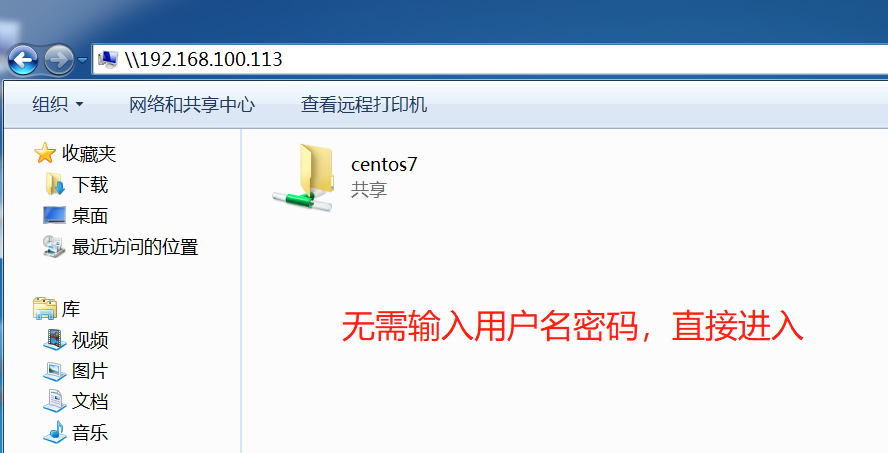 \\192.168.100.113
组织 网络和共享中心 查看远程打印机
收藏夹
下载
桌面
最近访问的位置
库
视频
图片
文档
音乐
centos7
共享
无需输入用户名密码，直接进入